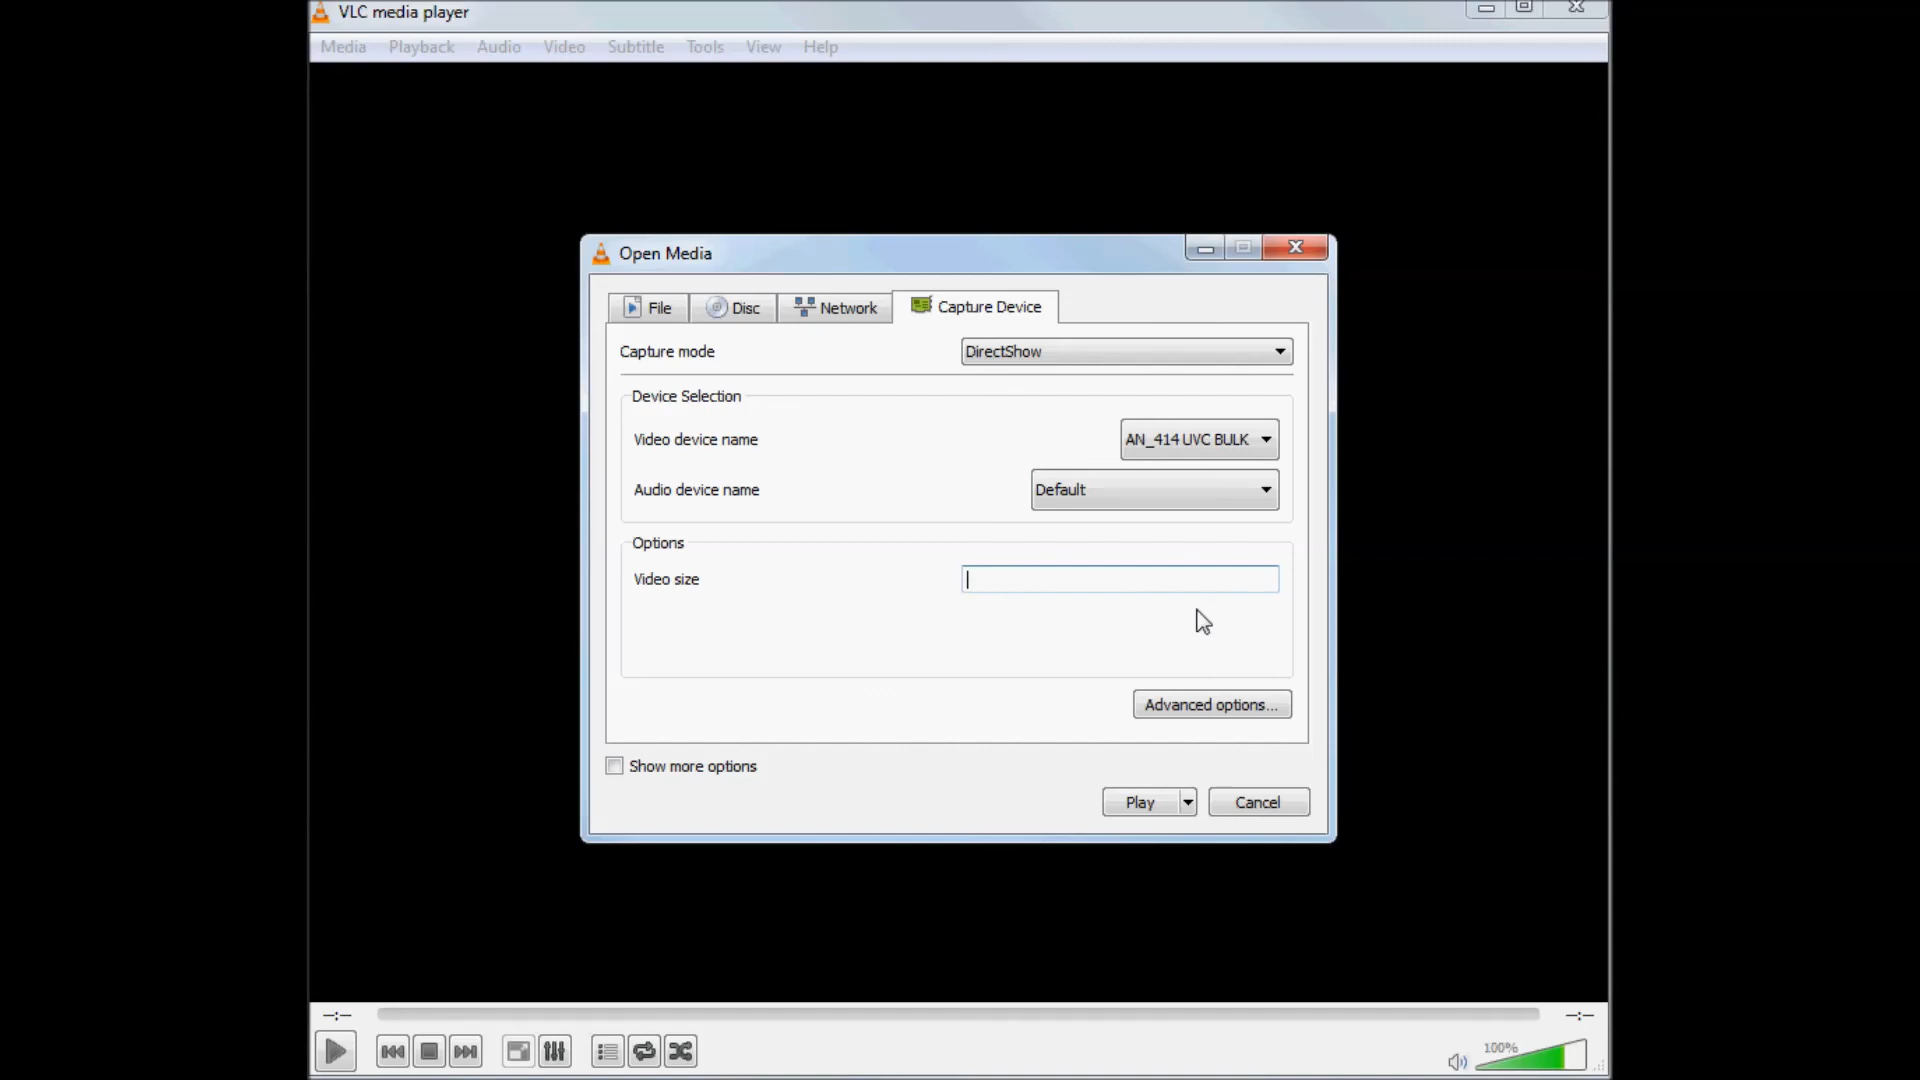 VLC media player
Media Playback Audio Video Subtitle Tools View Help
Open Media
File Disc Network Capture Device
Capture mode DirectShow
Device Selection
Video device name AN_414 UVC BULK
Audio device name Default
Options
Video size
Advanced options...
Show more options
Play Cancel
--:-- --:--
100%